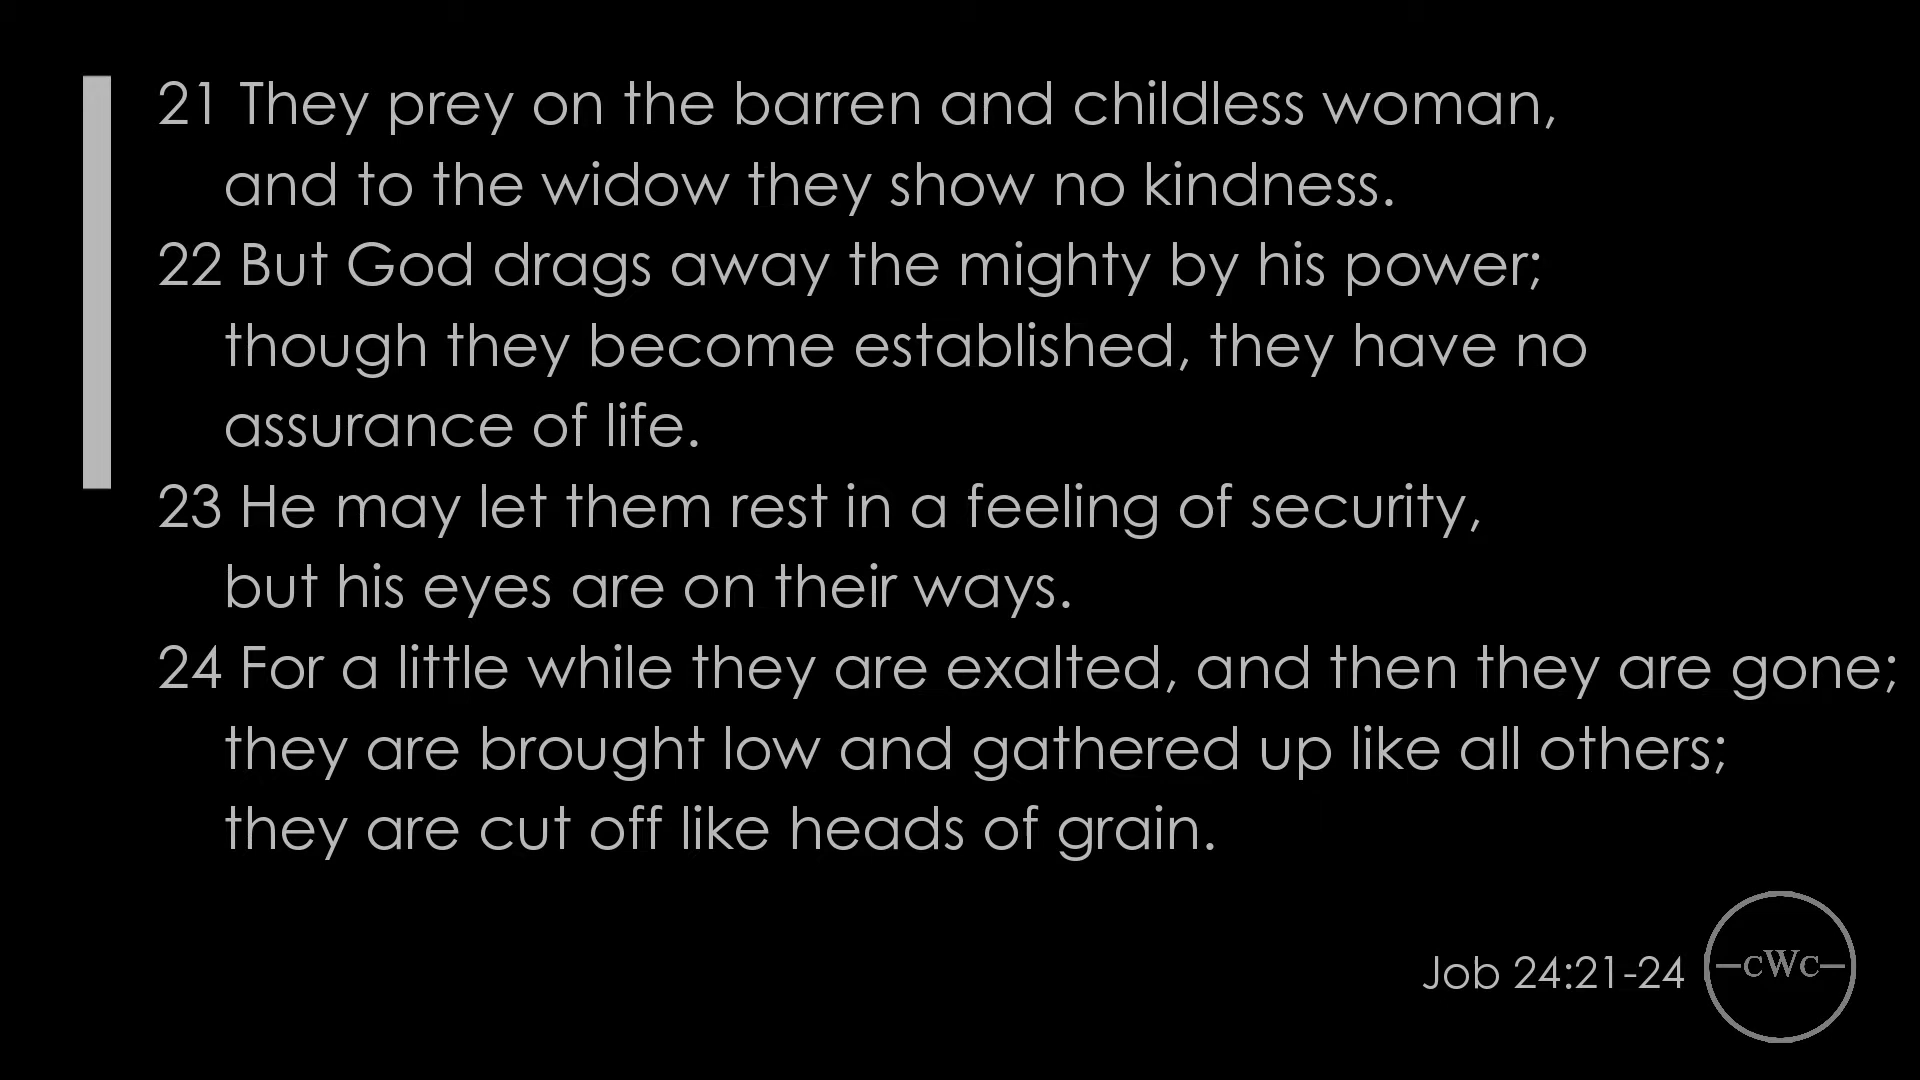 21 They prey on the barren and childless woman,
and to the widow they show no kindness.
22 But God drags away the mighty by his power;
though they become established, they have no
assurance of life.
23 He may let them rest in a feeling of security,
but his eyes are on their ways.
24 For a little while they are exalted, and then they are gone;
they are brought low and gathered up like all others;
they are cut off like heads of grain.
Job 24:21-24
cWc